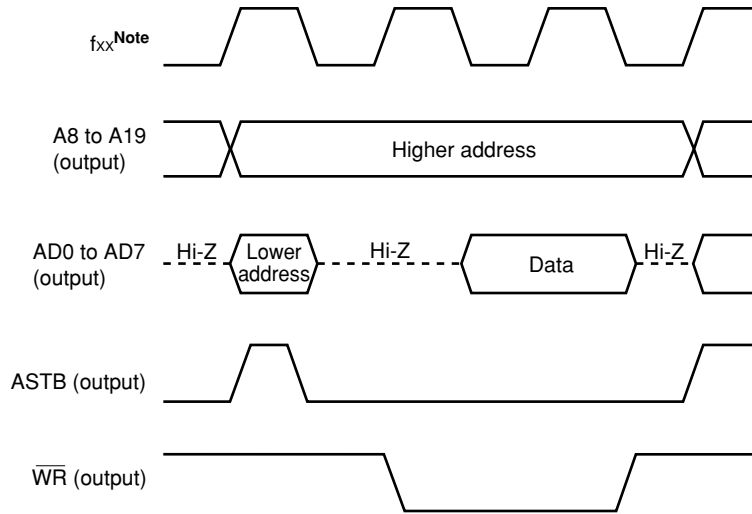 fxxNote
A8 to A19
(output)
Higher address
AD0 to AD7
(output)
Hi-Z
Lower
address
Hi-Z
Data
Hi-Z
ASTB (output)
WR (output)